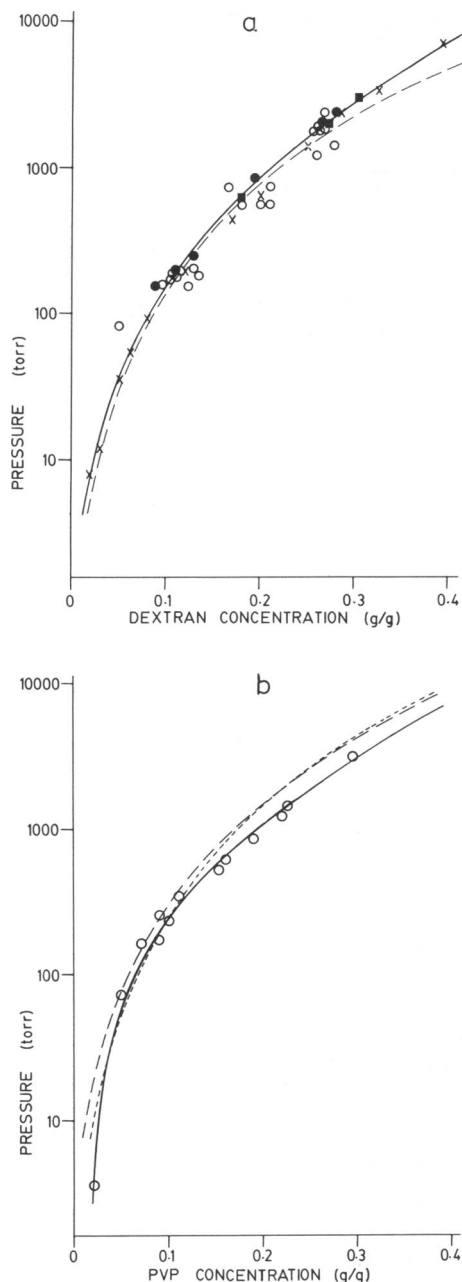 a
10000
1000
100
10
PRESSURE (torr)
0 0.1 0.2 0.3 0.4
DEXTRAN CONCENTRATION (g/g)
b
10000
1000
100
10
PRESSURE (torr)
0 0.1 0.2 0.3 0.4
PVP CONCENTRATION (g/g)